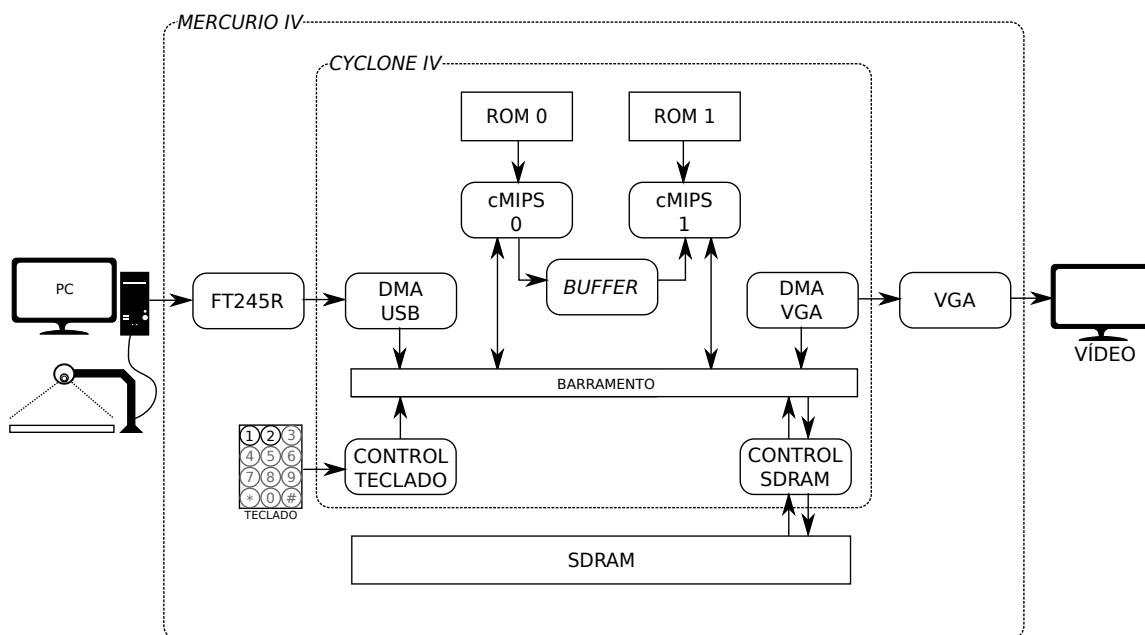 MERCURIO IV
CYCLONE IV
ROM 0
ROM 1
cMIPS
0
cMIPS
1
PC
FT245R
DMA
USB
BUFFER
DMA
VGA
VGA
VÍDEO
BARRAMENTO
1 2 3
4 5 6
7 8 9
* 0 #
TECLADO
CONTROL
TECLADO
CONTROL
SDRAM
SDRAM